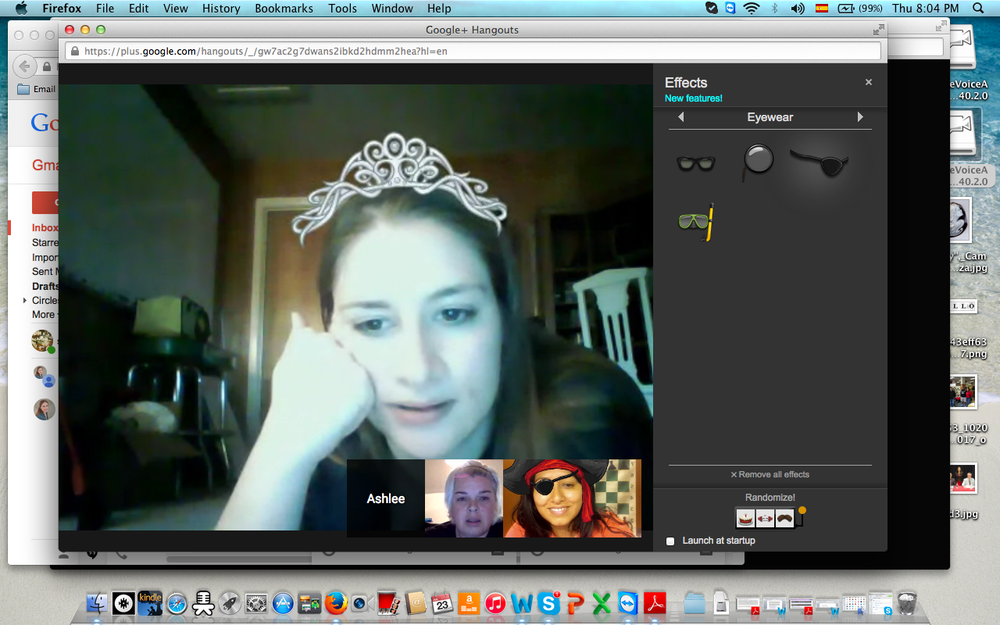 Firefox File Edit View History Bookmarks Tools Window Help (99%) Thu 8:04 PM
Google+ Hangouts
https://plus.google.com/hangouts/_/gw7ac2g7dwans2ibkd2hdmm2hea?hl=en
Email
Go
Gma
Inbox
Starre
Impor
Sent M
Drafts
Circles
More
Effects
New features!
Eyewear
Ashlee
Remove all effects
Randomize!
Launch at startup
eVoiceA
...40.2.0
eVoiceA
...40.2.0
y"._Cam
...za.jpg
L L O
43eff63
...7.png
53_1020
...017_o
d3.jpg
kindle
23